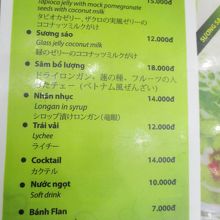 Tapioca jelly with mock pomegranate
seeds with coconut milk
タピオカゼリー、ザクロの実風ゼリーの
ココナッツミルクがけ
Sương sáo
12.000đ
Grass jelly coconut milk
緑のゼリーのココナッツミルクがけ
Sâm bổ lượng
18.000đ
ドライロンガン、蓮の種、フルーツの入
ったチェー(ベトナム風ぜんざい)
Nhãn nhục
14.000đ
Longan in syrup
シロップ漬けロンガン(竜眼)
Trái vải
12.000đ
Lychee
ライチー
Cocktail
14.000đ
カクテル
Nước ngọt
10.000đ
Soft drink
Bánh Flan
7.000đ
SƯƠNG SÁ